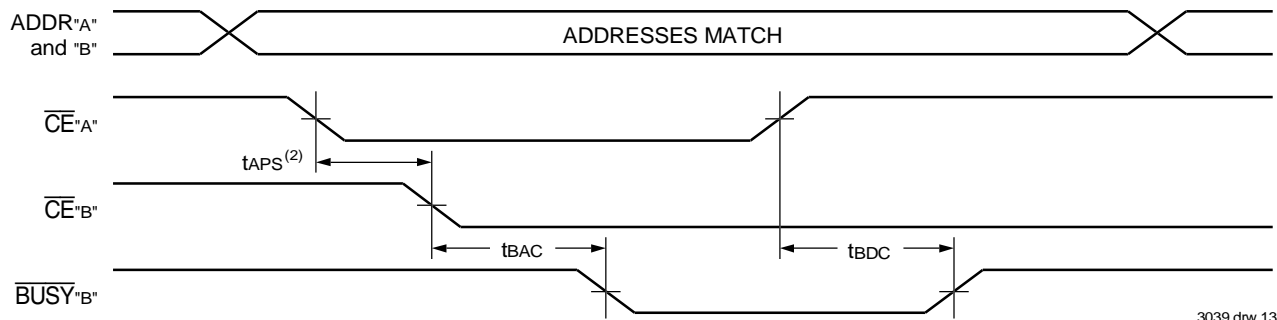 ADDR"A"
and "B"
ADDRESSES MATCH
CE"A"
tAPS(2)
CE"B"
tBAC
tBDC
BUSY"B"
3039 drw 13